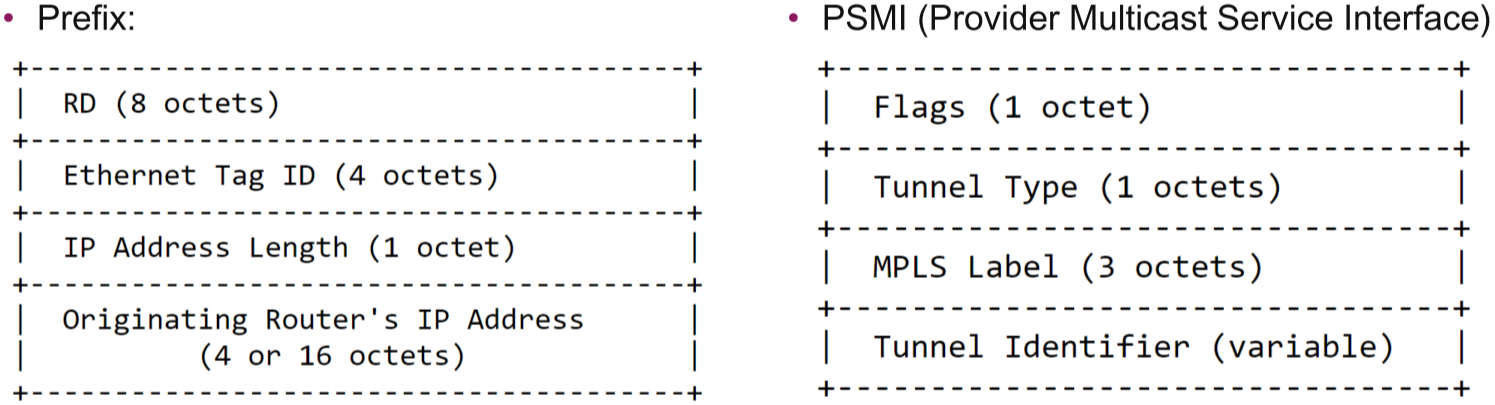 • Prefix:
+---------------------------------------+
| RD (8 octets) |
+---------------------------------------+
| Ethernet Tag ID (4 octets) |
+---------------------------------------+
| IP Address Length (1 octet) |
+---------------------------------------+
| Originating Router's IP Address |
| (4 or 16 octets) |
+---------------------------------------+
• PSMI (Provider Multicast Service Interface)
+---------------------------------+
| Flags (1 octet) |
+---------------------------------+
| Tunnel Type (1 octets) |
+---------------------------------+
| MPLS Label (3 octets) |
+---------------------------------+
| Tunnel Identifier (variable) |
+---------------------------------+